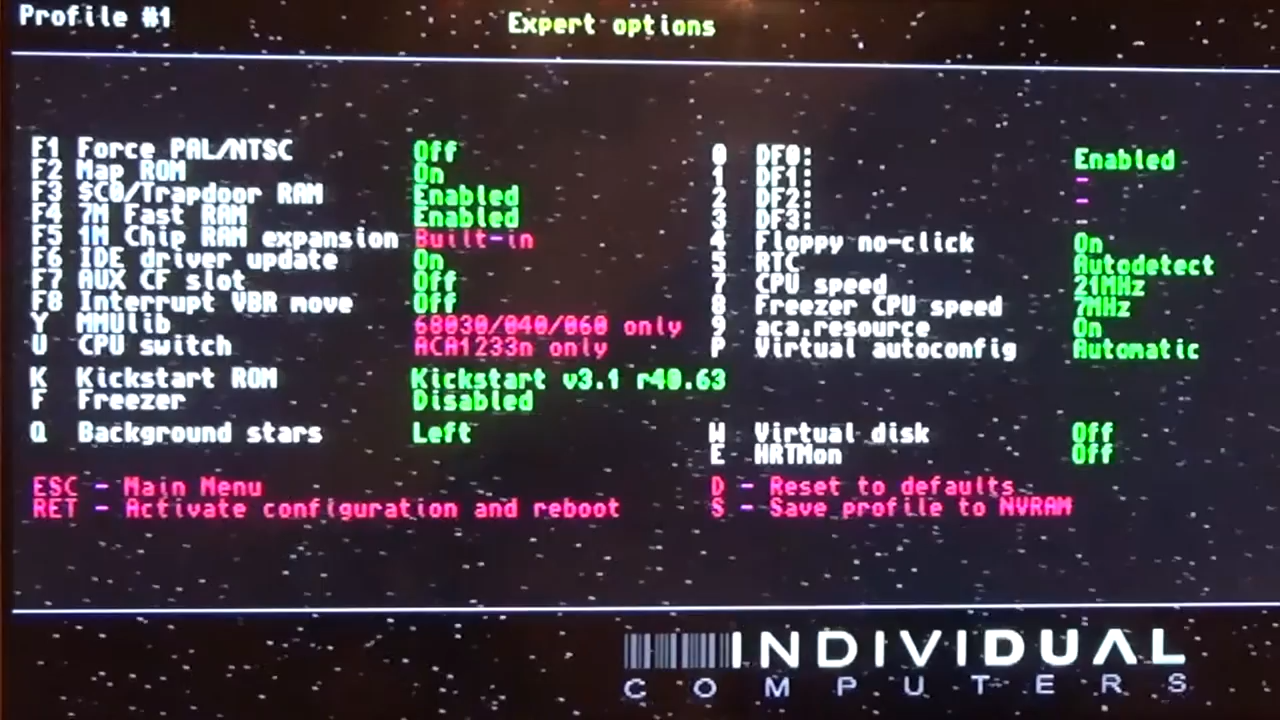 Profile #1
Expert options
F1 Force PAL/NTSC Off
F2 Map ROM On
F3 $C0/Trapdoor RAM Enabled
F4 7M Fast RAM Enabled
F5 1M Chip RAM expansion Built-in
F6 IDE driver update On
F7 AUX CF slot Off
F8 Interrupt VBR move Off
Y MMUlib 68030/040/060 only
U CPU switch ACA1233n only
K Kickstart ROM Kickstart v3.1 r40.63
F Freezer Disabled
Q Background stars Left
0 DF0: Enabled
1 DF1: -
2 DF2: -
3 DF3: -
4 Floppy no-click On
5 RTC Autodetect
7 CPU speed 21MHz
8 Freezer CPU speed 7MHz
9 aca.resource On
P Virtual autoconfig Automatic
W Virtual disk Off
E HRTMon Off
ESC - Main Menu
RET - Activate configuration and reboot
D - Reset to defaults
S - Save profile to NVRAM
INDIVIDUAL
COMPUTERS